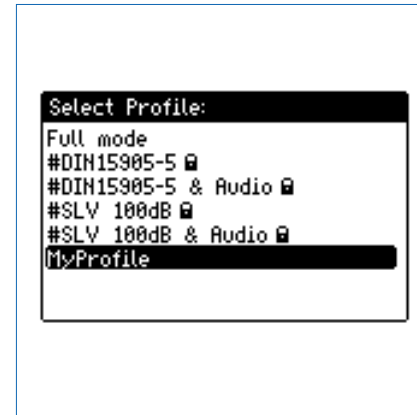 Select Profile:
Full mode
#DIN15905-5
#DIN15905-5 & Audio
#SLV 100dB
#SLV 100dB & Audio
MyProfile